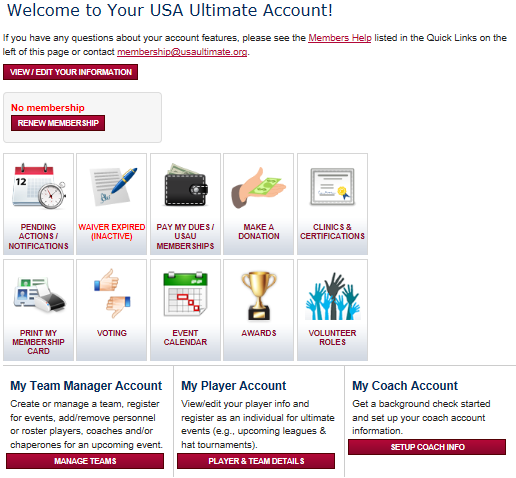 Welcome to Your USA Ultimate Account!
If you have any questions about your account features, please see the Members Help listed in the Quick Links on the
left of this page or contact membership@usaultimate.org.
VIEW / EDIT YOUR INFORMATION
No membership
RENEW MEMBERSHIP
12
PENDING
ACTIONS /
NOTIFICATIONS
WAIVER EXPIRED
(INACTIVE)
PAY MY DUES /
USAU
MEMBERSHIPS
MAKE A
DONATION
CLINICS &
CERTIFICATIONS
PRINT MY
MEMBERSHIP
CARD
VOTING
EVENT
CALENDAR
AWARDS
VOLUNTEER
ROLES
My Team Manager Account
Create or manage a team, register
for events, add/remove personnel
or roster players, coaches and/or
chaperones for an upcoming event.
MANAGE TEAMS
My Player Account
View/edit your player info and
register as an individual for ultimate
events (e.g., upcoming leagues &
hat tournaments).
PLAYER & TEAM DETAILS
My Coach Account
Get a background check started
and set up your coach account
information.
SETUP COACH INFO